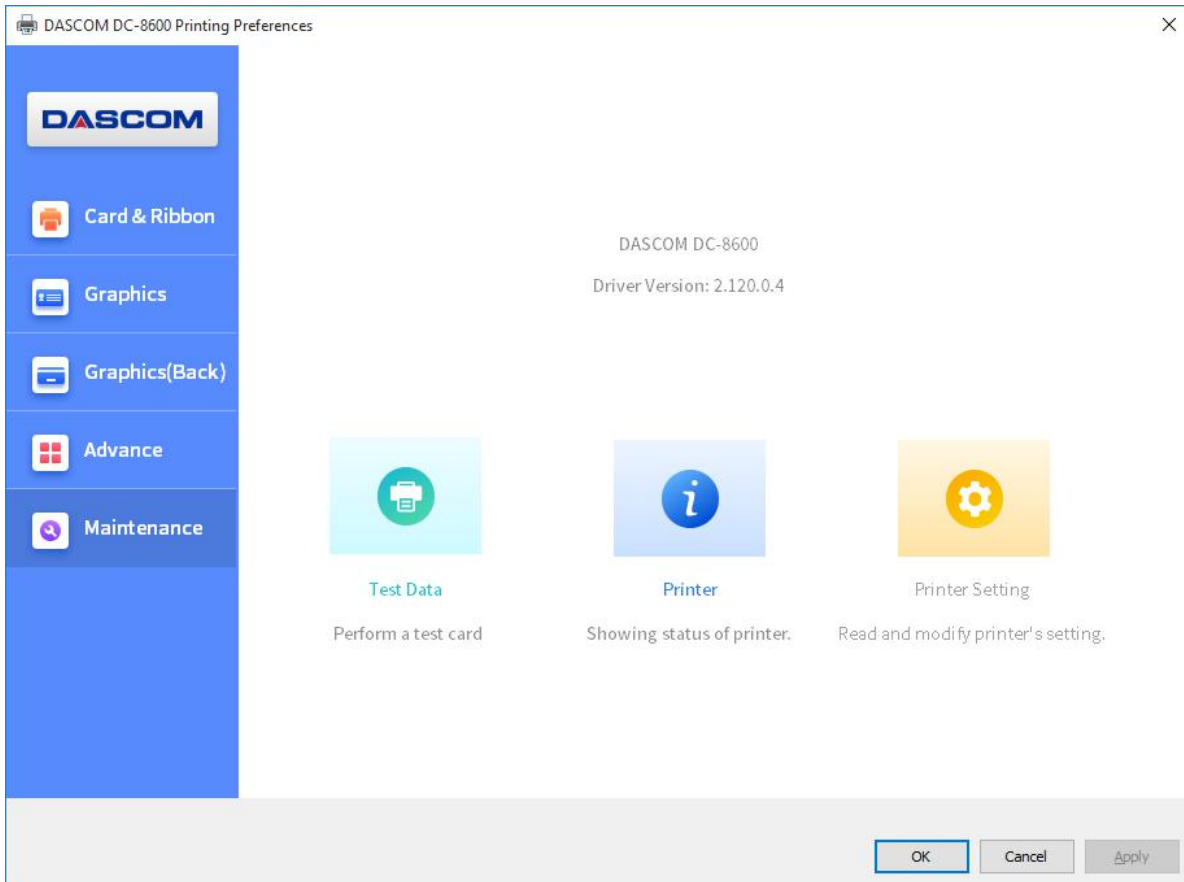 DASCOM DC-8600 Printing Preferences
DASCOM
Card & Ribbon
Graphics
Graphics(Back)
Advance
Maintenance
DASCOM DC-8600
Driver Version: 2.120.0.4
Test Data
Perform a test card
Printer
Showing status of printer.
Printer Setting
Read and modify printer's setting.
OK
Cancel
Apply